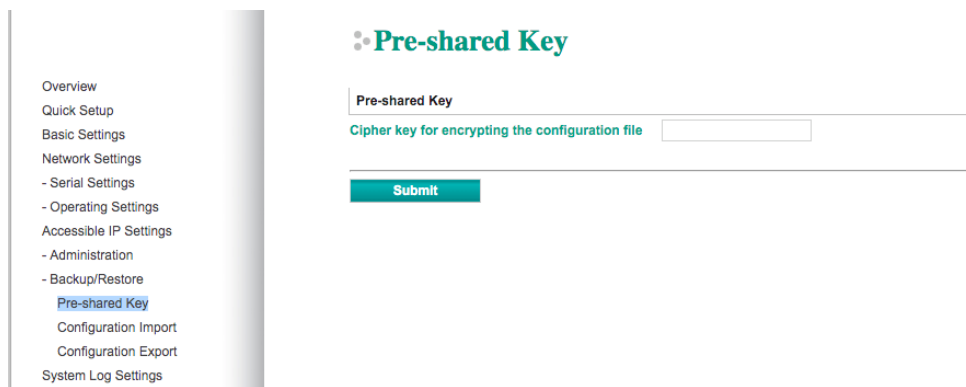 Overview
Quick Setup
Basic Settings
Network Settings
- Serial Settings
- Operating Settings
Accessible IP Settings
- Administration
- Backup/Restore
Pre-shared Key
Configuration Import
Configuration Export
System Log Settings
Pre-shared Key
Pre-shared Key
Cipher key for encrypting the configuration file
Submit